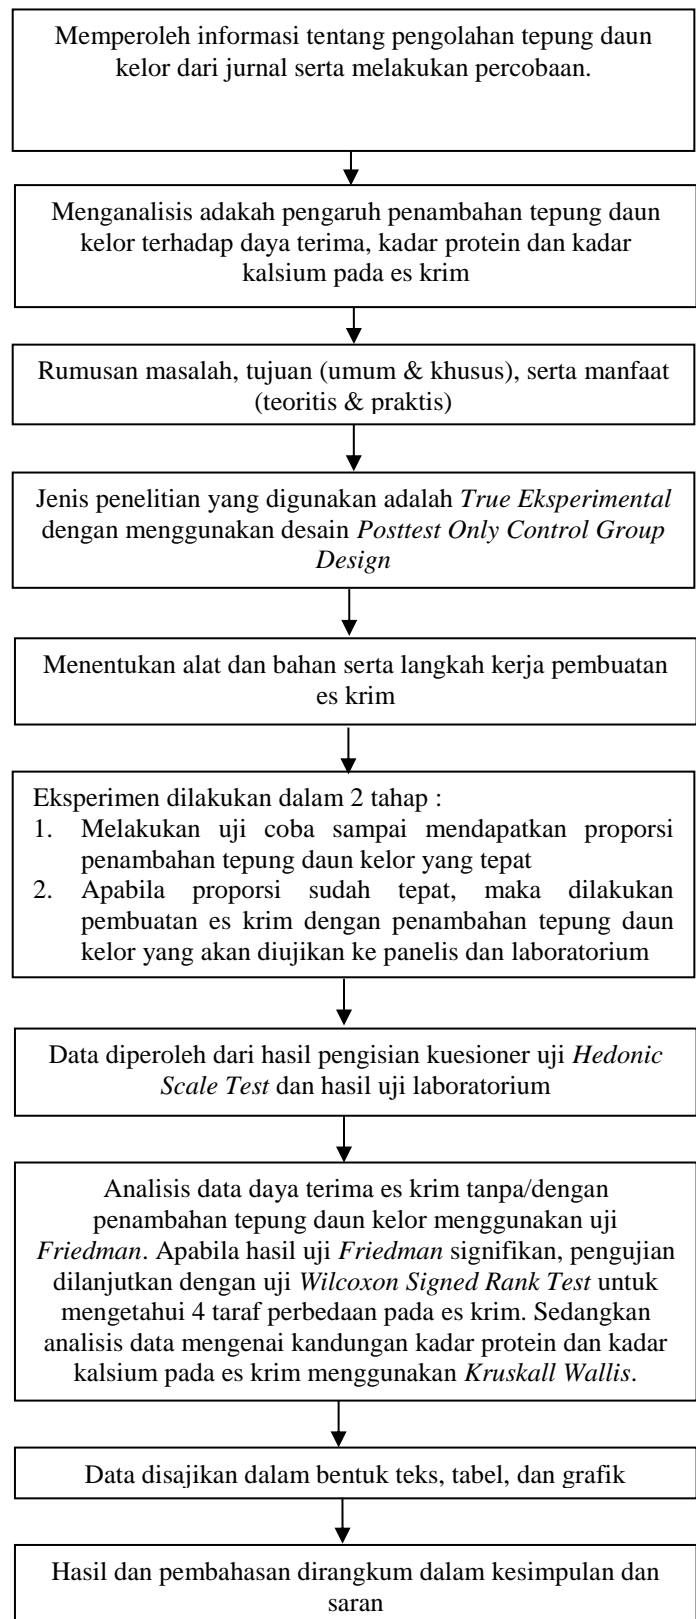 Memperoleh informasi tentang pengolahan tepung daun
kelor dari jurnal serta melakukan percobaan.
Menganalisis adakah pengaruh penambahan tepung daun
kelor terhadap daya terima, kadar protein dan kadar
kalsium pada es krim
Rumusan masalah, tujuan (umum & khusus), serta manfaat
(teoritis & praktis)
Jenis penelitian yang digunakan adalah True Eksperimental
dengan menggunakan desain Posttest Only Control Group
Design
Menentukan alat dan bahan serta langkah kerja pembuatan
es krim
Eksperimen dilakukan dalam 2 tahap :
1. Melakukan uji coba sampai mendapatkan proporsi
penambahan tepung daun kelor yang tepat
2. Apabila proporsi sudah tepat, maka dilakukan
pembuatan es krim dengan penambahan tepung daun
kelor yang akan diujikan ke panelis dan laboratorium
Data diperoleh dari hasil pengisian kuesioner uji Hedonic
Scale Test dan hasil uji laboratorium
Analisis data daya terima es krim tanpa/dengan
penambahan tepung daun kelor menggunakan uji
Friedman. Apabila hasil uji Friedman signifikan, pengujian
dilanjutkan dengan uji Wilcoxon Signed Rank Test untuk
mengetahui 4 taraf perbedaan pada es krim. Sedangkan
analisis data mengenai kandungan kadar protein dan kadar
kalsium pada es krim menggunakan Kruskall Wallis.
Data disajikan dalam bentuk teks, tabel, dan grafik
Hasil dan pembahasan dirangkum dalam kesimpulan dan
saran